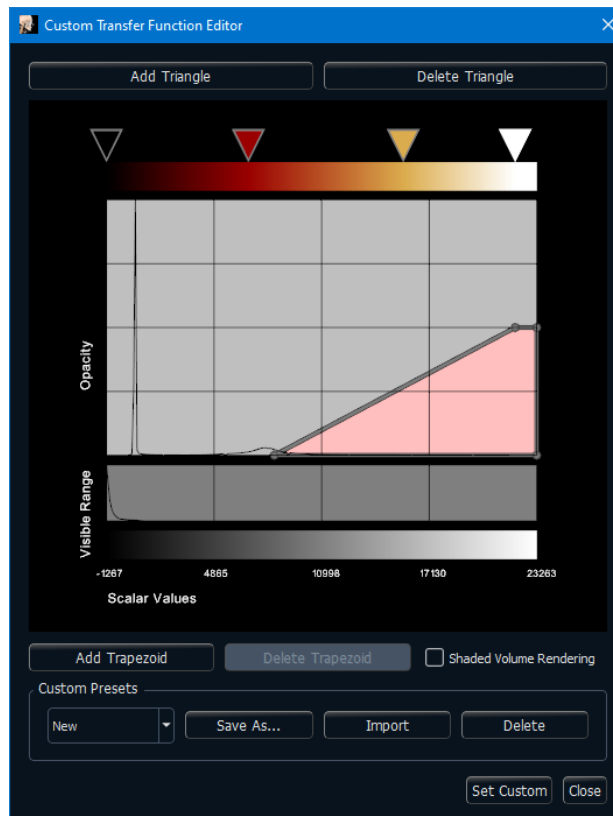 Custom Transfer Function Editor
Add Triangle Delete Triangle
Opacity
Visible Range
-1267 4865 10998 17130 23263
Scalar Values
Add Trapezoid Delete Trapezoid Shaded Volume Rendering
Custom Presets
New Save As... Import Delete
Set Custom Close